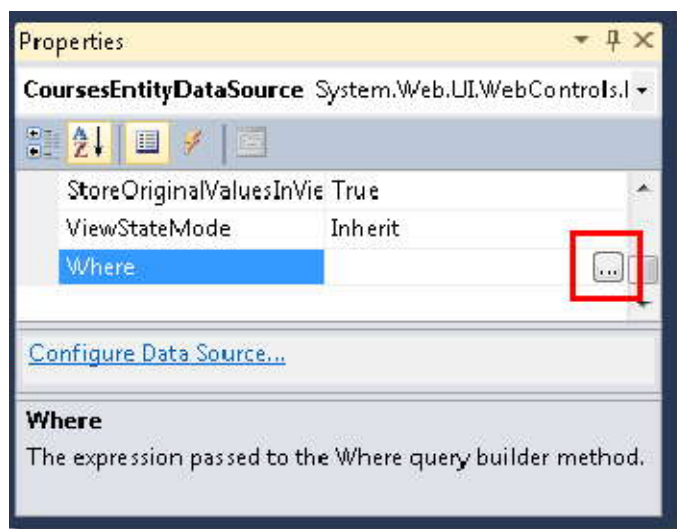 Properties
CoursesEntityDataSource System.Web.UI.WebControls.
StoreOriginalValuesInVie True
ViewStateMode Inherit
Where ...
Configure Data Source...
Where
The expression passed to the Where query builder method.